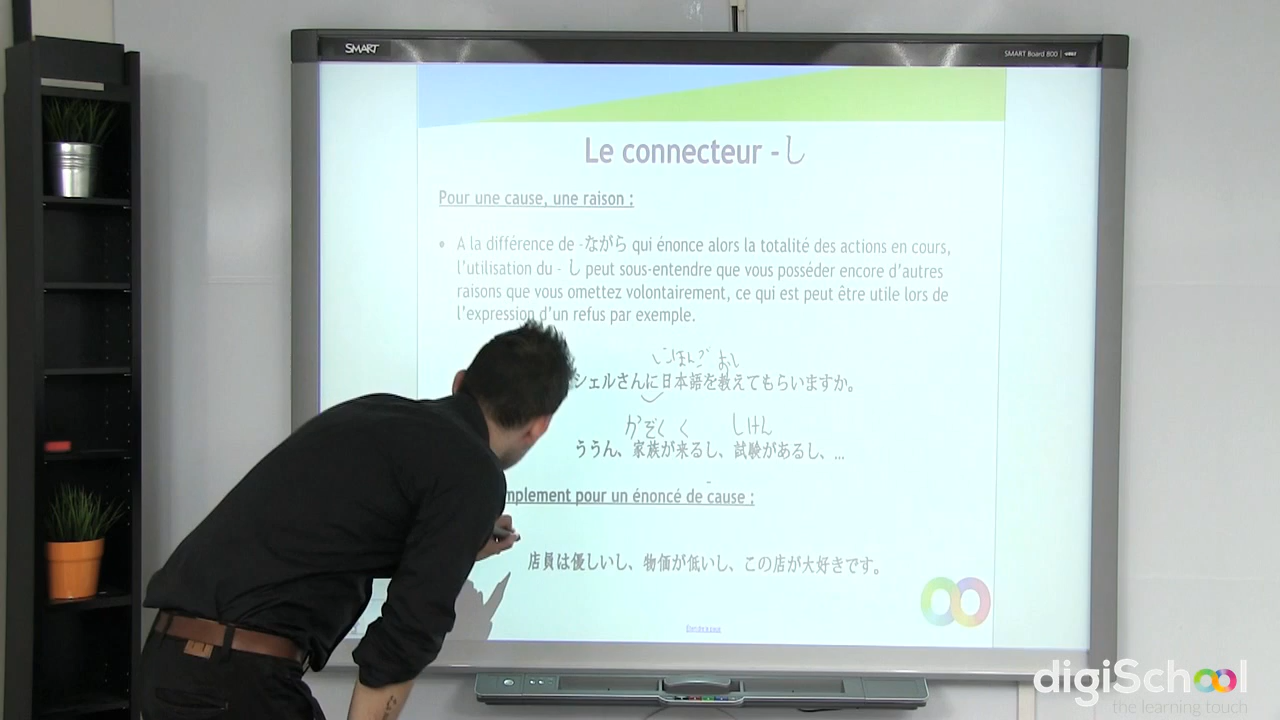 SMART
SMART Board 800
Le connecteur -し
Pour une cause, une raison :
• A la différence de -ながら qui énonce alors la totalité des actions en cours,
l'utilisation du - し peut sous-entendre que vous posséder encore d'autres
raisons que vous omettez volontairement, ce qui est peut être utile lors de
l'expression d'un refus par exemple.
にほんご おし
シェルさんに日本語を教えてもらいますか。
かぞく く しけん
ううん、家族が来るし、試験があるし、...
pour un énoncé de cause :
店員は優しいし、物価が低いし、この店が大好きです。
digiSchool
the learning touch